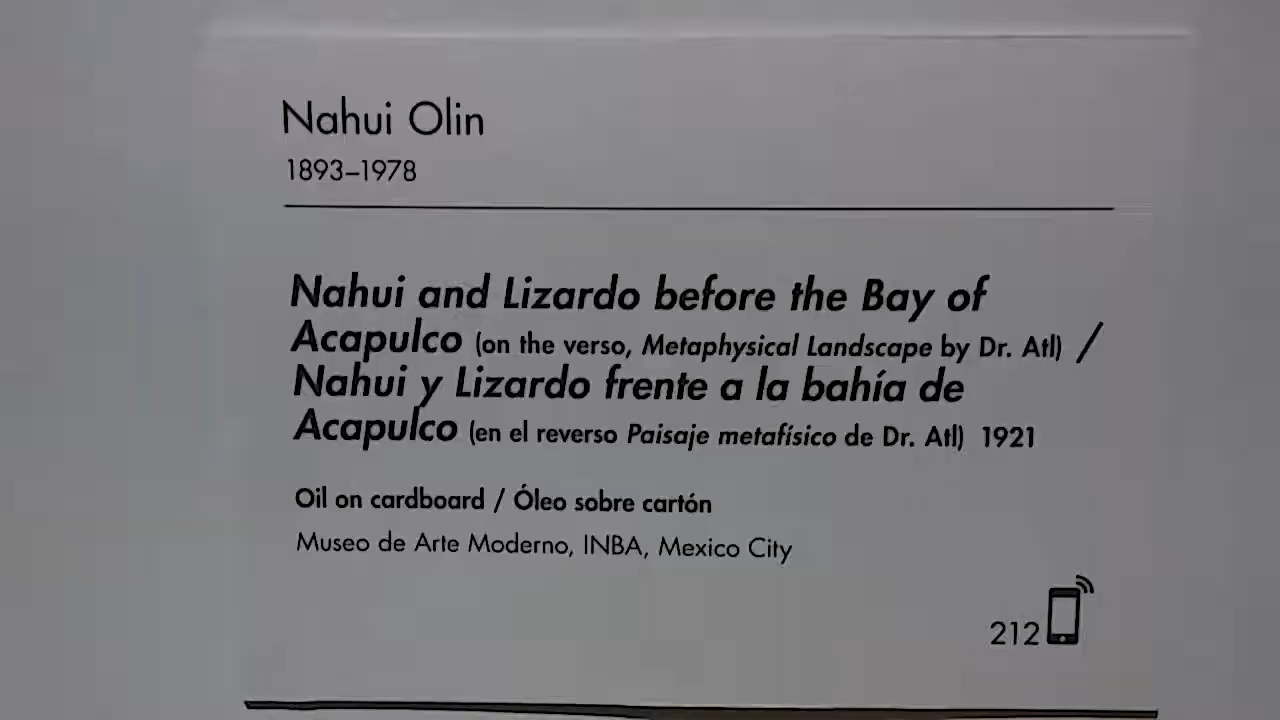 Nahui Olin
1893–1978
Nahui and Lizardo before the Bay of
Acapulco (on the verso, Metaphysical Landscape by Dr. Atl) /
Nahui y Lizardo frente a la bahía de
Acapulco (en el reverso Paisaje metafísico de Dr. Atl) 1921
Oil on cardboard / Óleo sobre cartón
Museo de Arte Moderno, INBA, Mexico City
212